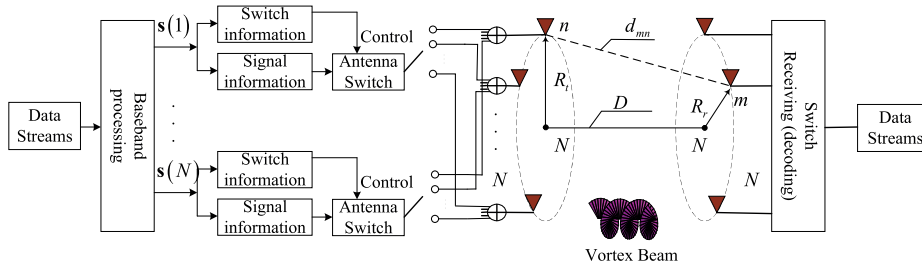 Data
Streams
Baseband
processing
s(1)
Switch
information
Signal
information
Control
Antenna
Switch
. . .
s(N)
Switch
information
Signal
information
Control
Antenna
Switch
N
n
d_mn
R_t
D
N
R_r
m
N
N
Vortex Beam
Switch
Receiving (decoding)
Data
Streams